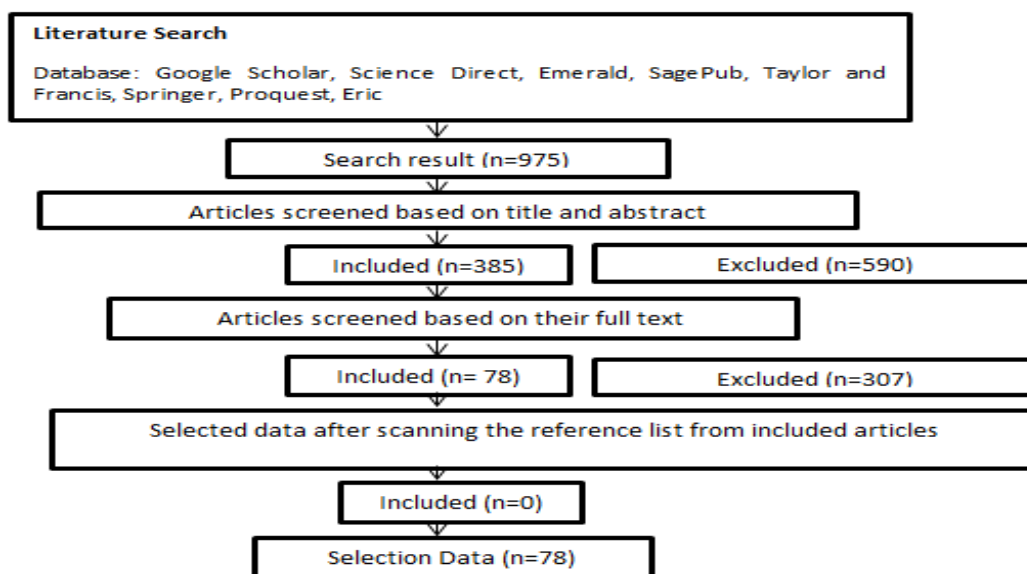 Literature Search
Database: Google Scholar, Science Direct, Emerald, SagePub, Taylor and
Francis, Springer, Proquest, Eric
Search result (n=975)
Articles screened based on title and abstract
Included (n=385)
Excluded (n=590)
Articles screened based on their full text
Included (n= 78)
Excluded (n=307)
Selected data after scanning the reference list from included articles
Included (n=0)
Selection Data (n=78)